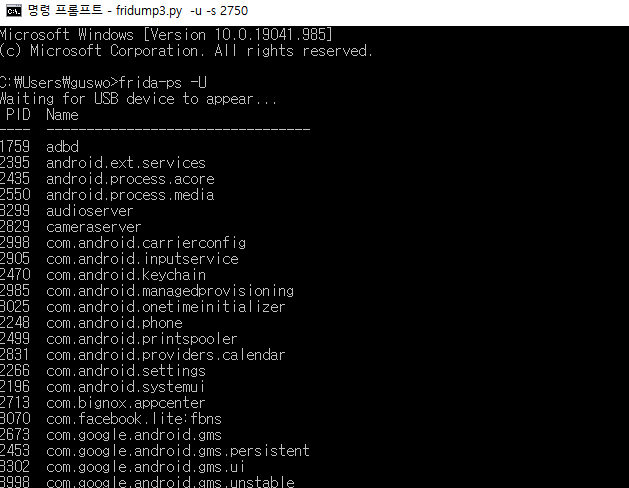 명령 프롬프트 - fridump3.py -u -s 2750
Microsoft Windows [Version 10.0.19041.985]
(c) Microsoft Corporation. All rights reserved.
C:₩Users₩guswo>frida-ps -U
Waiting for USB device to appear...
PID Name
---- ---------------------------------
1759 adbd
2395 android.ext.services
2435 android.process.acore
2550 android.process.media
3299 audioserver
2829 cameraserver
2998 com.android.carrierconfig
2905 com.android.inputservice
2470 com.android.keychain
2985 com.android.managedprovisioning
3025 com.android.onetimeinitializer
2248 com.android.phone
2499 com.android.printspooler
2831 com.android.providers.calendar
2266 com.android.settings
2196 com.android.systemui
2713 com.bignox.appcenter
3070 com.facebook.lite:fbns
2673 com.google.android.gms
2453 com.google.android.gms.persistent
3302 com.google.android.gms.ui
3998 com.google.android.gms.unstable